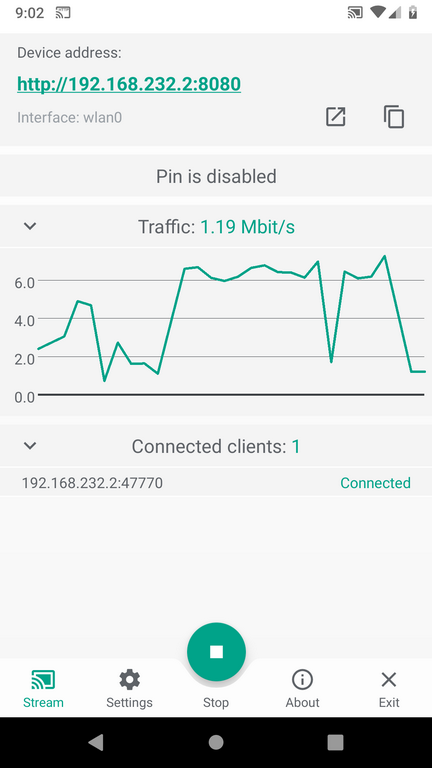 9:02
Device address:
http://192.168.232.2:8080
Interface: wlan0
Pin is disabled
Traffic: 1.19 Mbit/s
6.0
4.0
2.0
0.0
Connected clients: 1
192.168.232.2:47770 Connected
Stream Settings Stop About Exit